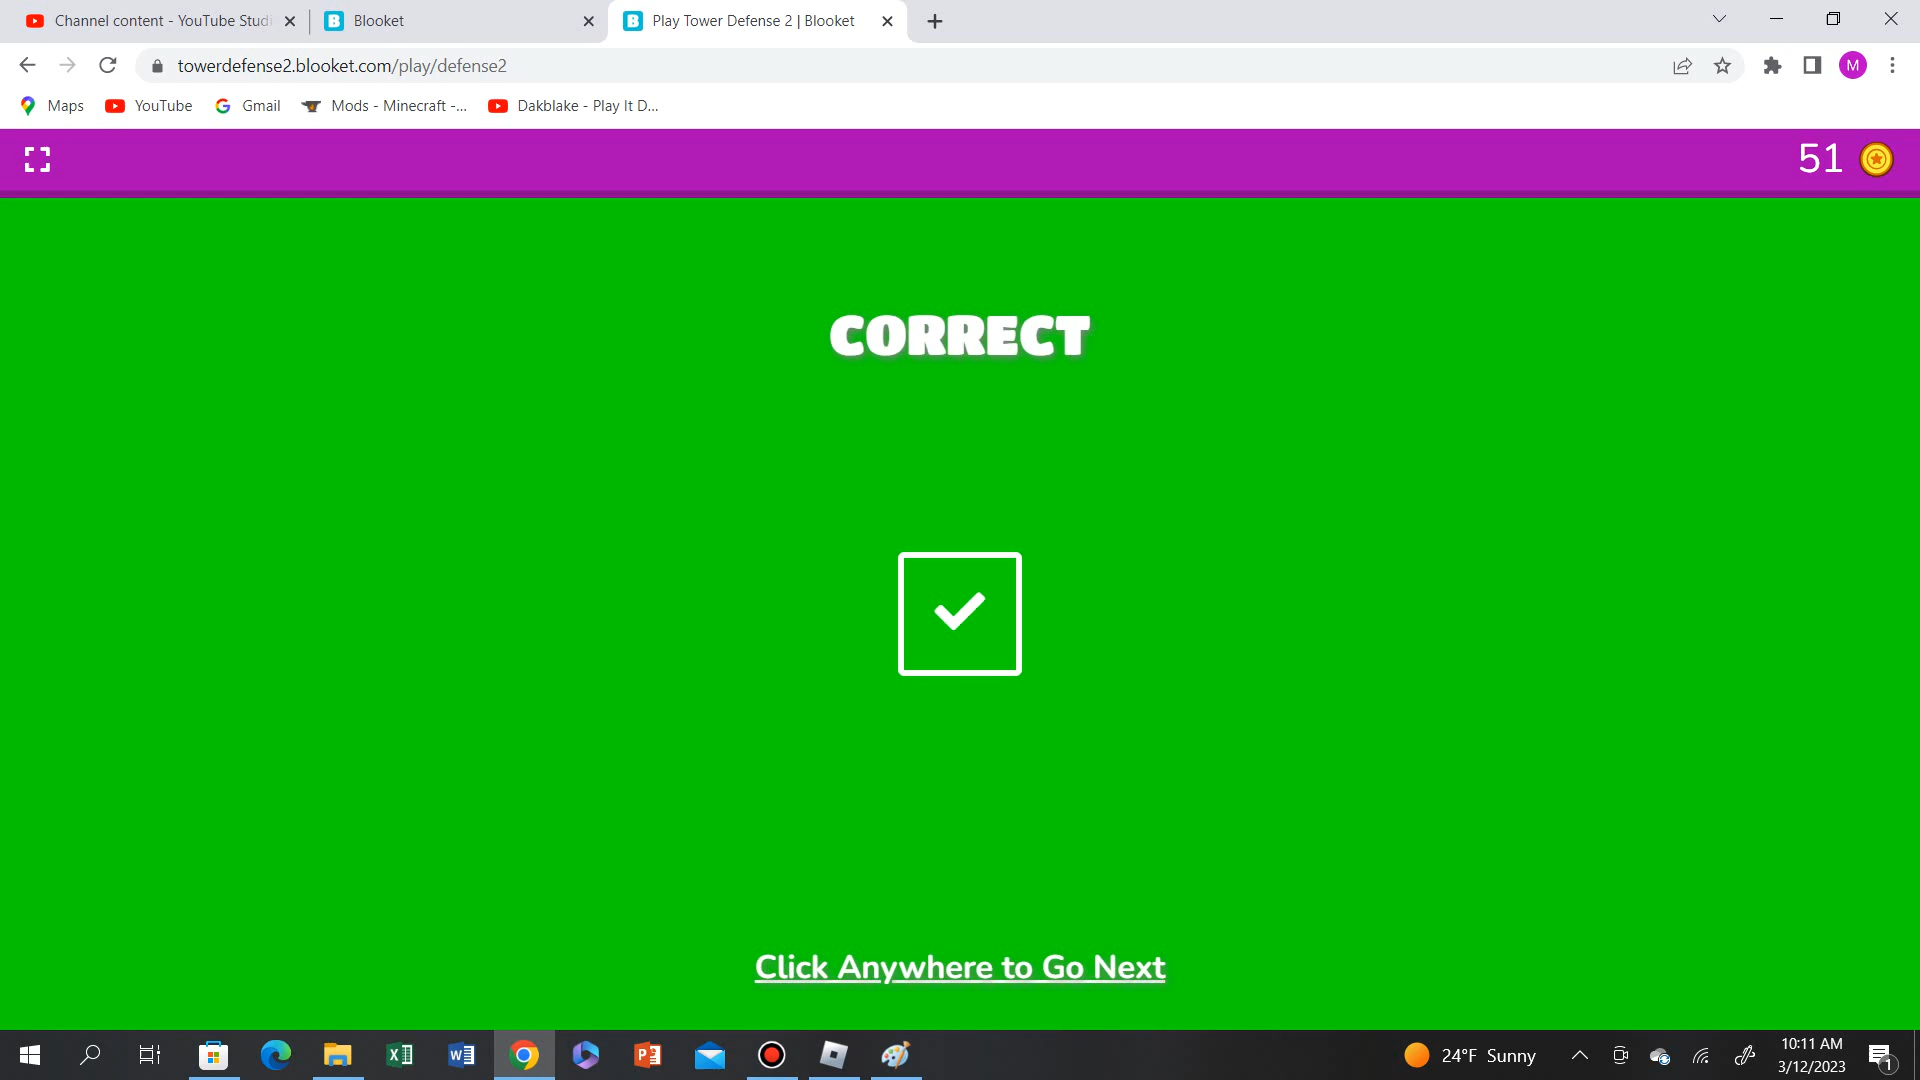 Channel content - YouTube Studi
Blooket
Play Tower Defense 2 | Blooket
towerdefense2.blooket.com/play/defense2
M
Maps
YouTube
Gmail
Mods - Minecraft -...
Dakblake - Play It D...
51
CORRECT
Click Anywhere to Go Next
24°F Sunny
10:11 AM
3/12/2023
1